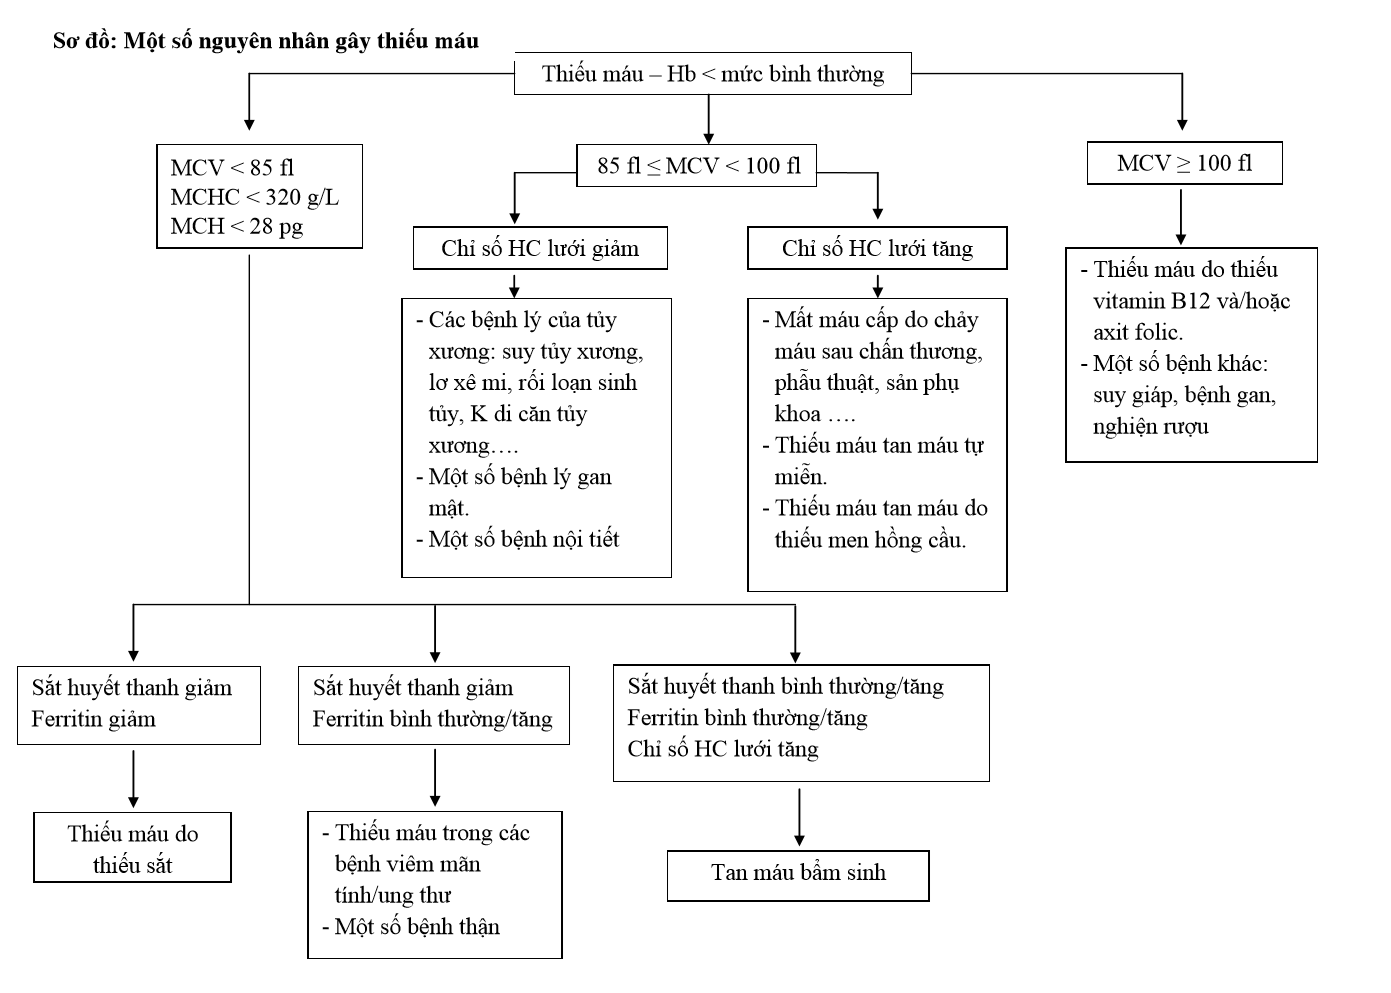 Sơ đồ: Một số nguyên nhân gây thiếu máu
Thiếu máu – Hb < mức bình thường
MCV < 85 fl
MCHC < 320 g/L
MCH < 28 pg
85 fl ≤ MCV < 100 fl
MCV ≥ 100 fl
Chỉ số HC lưới giảm
Chỉ số HC lưới tăng
- Các bệnh lý của tủy
xương: suy tủy xương,
lơ xê mi, rối loạn sinh
tủy, K di căn tủy
xương….
- Một số bệnh lý gan
mật.
- Một số bệnh nội tiết
- Mất máu cấp do chảy
máu sau chấn thương,
phẫu thuật, sản phụ
khoa ….
- Thiếu máu tan máu tự
miễn.
- Thiếu máu tan máu do
thiếu men hồng cầu.
- Thiếu máu do thiếu
vitamin B12 và/hoặc
axit folic.
- Một số bệnh khác:
suy giáp, bệnh gan,
nghiện rượu
Sắt huyết thanh giảm
Ferritin giảm
Sắt huyết thanh giảm
Ferritin bình thường/tăng
Sắt huyết thanh bình thường/tăng
Ferritin bình thường/tăng
Chỉ số HC lưới tăng
Thiếu máu do
thiếu sắt
- Thiếu máu trong các
bệnh viêm mãn
tính/ung thư
- Một số bệnh thận
Tan máu bẩm sinh